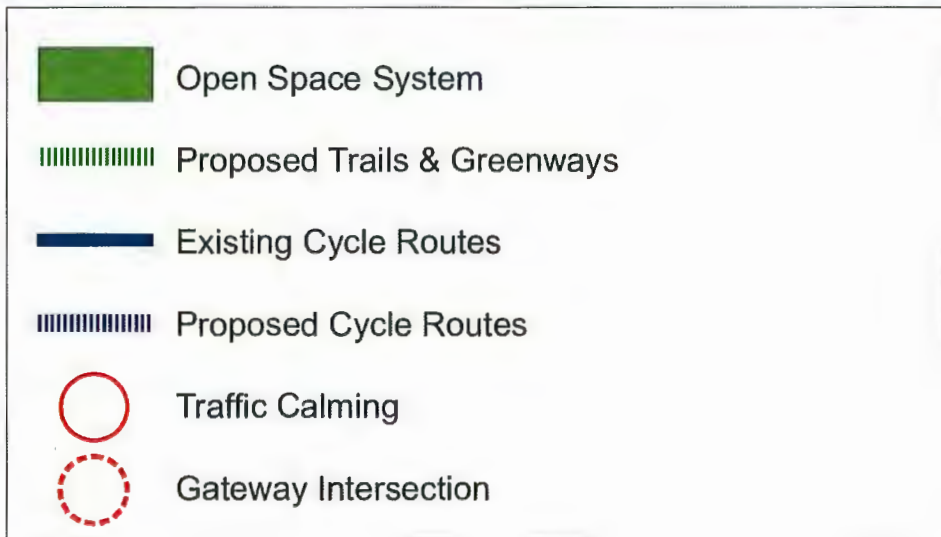 Open Space System
Proposed Trails & Greenways
Existing Cycle Routes
Proposed Cycle Routes
Traffic Calming
Gateway Intersection